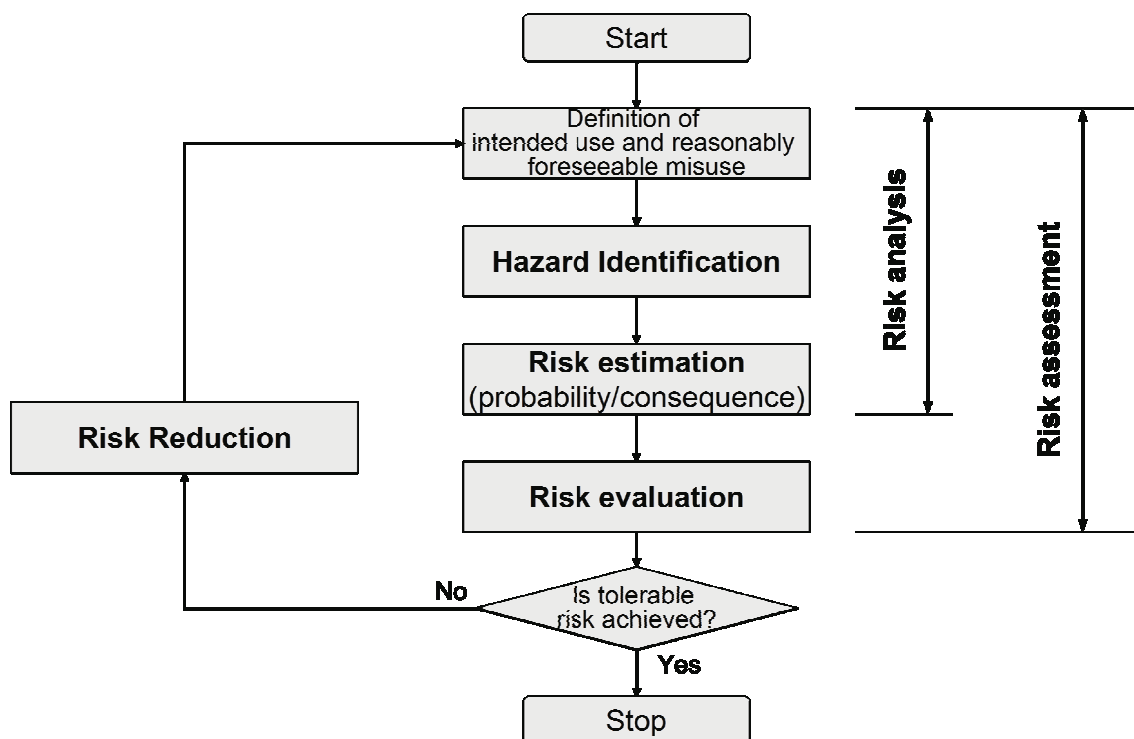 Start
Definition of
intended use and reasonably
foreseeable misuse
Hazard Identification
Risk estimation
(probability/consequence)
Risk Reduction
Risk evaluation
Is tolerable
risk achieved?
No
Yes
Stop
Risk analysis
Risk assessment